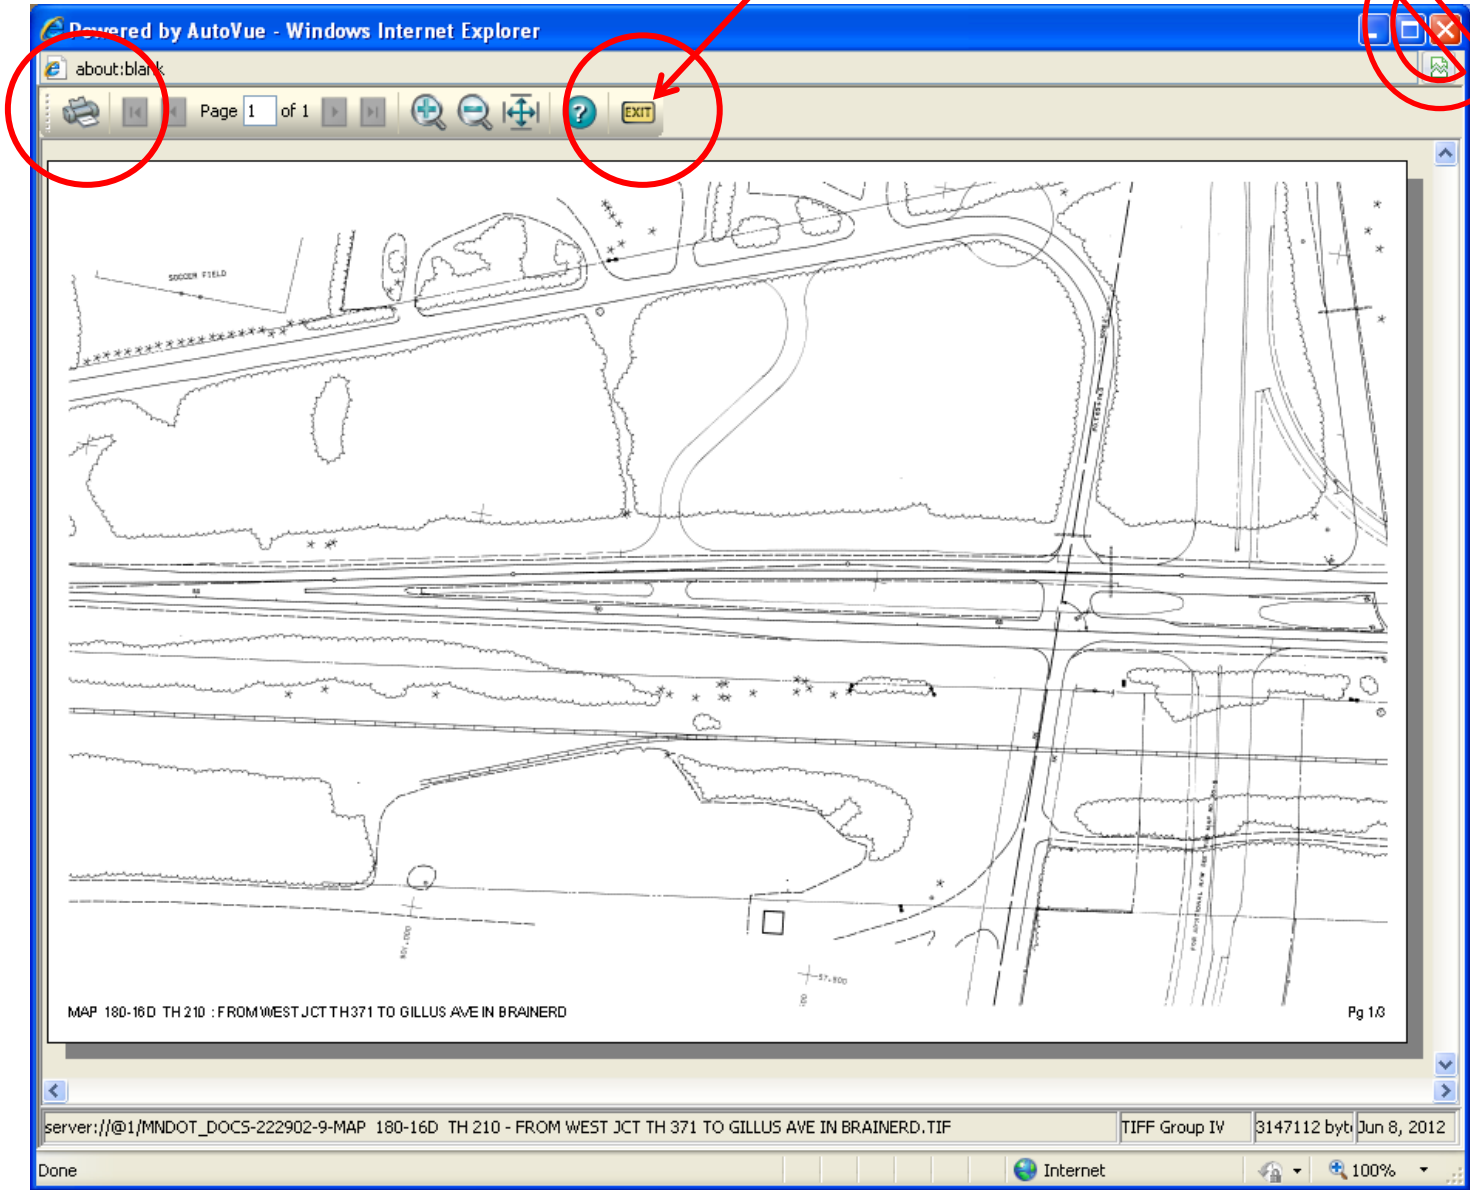 Powered by AutoVue - Windows Internet Explorer
about:blank
Page 1 of 1
EXIT
SOCCER FIELD
57.500
MAP 180-16D TH 210 : FROM WEST JCT TH 371 TO GILLUS AVE IN BRAINERD
Pg 1/3
server://@1/MNDOT_DOCS-222902-9-MAP 180-16D TH 210 - FROM WEST JCT TH 371 TO GILLUS AVE IN BRAINERD.TIF
TIFF Group IV
3147112 byt
Jun 8, 2012
Done
Internet
100%